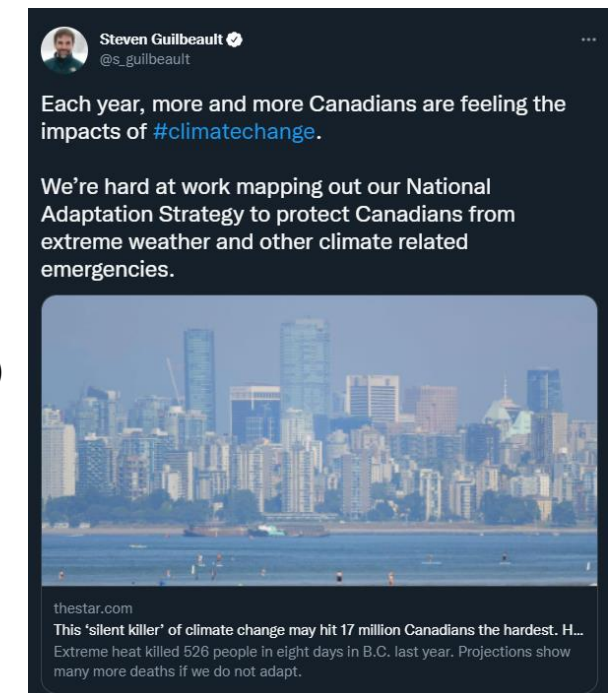 Steven Guilbeault
@s_guilbeault
Each year, more and more Canadians are feeling the
impacts of #climatechange.
We're hard at work mapping out our National
Adaptation Strategy to protect Canadians from
extreme weather and other climate related
emergencies.
thestar.com
This 'silent killer' of climate change may hit 17 million Canadians the hardest. H...
Extreme heat killed 526 people in eight days in B.C. last year. Projections show
many more deaths if we do not adapt.